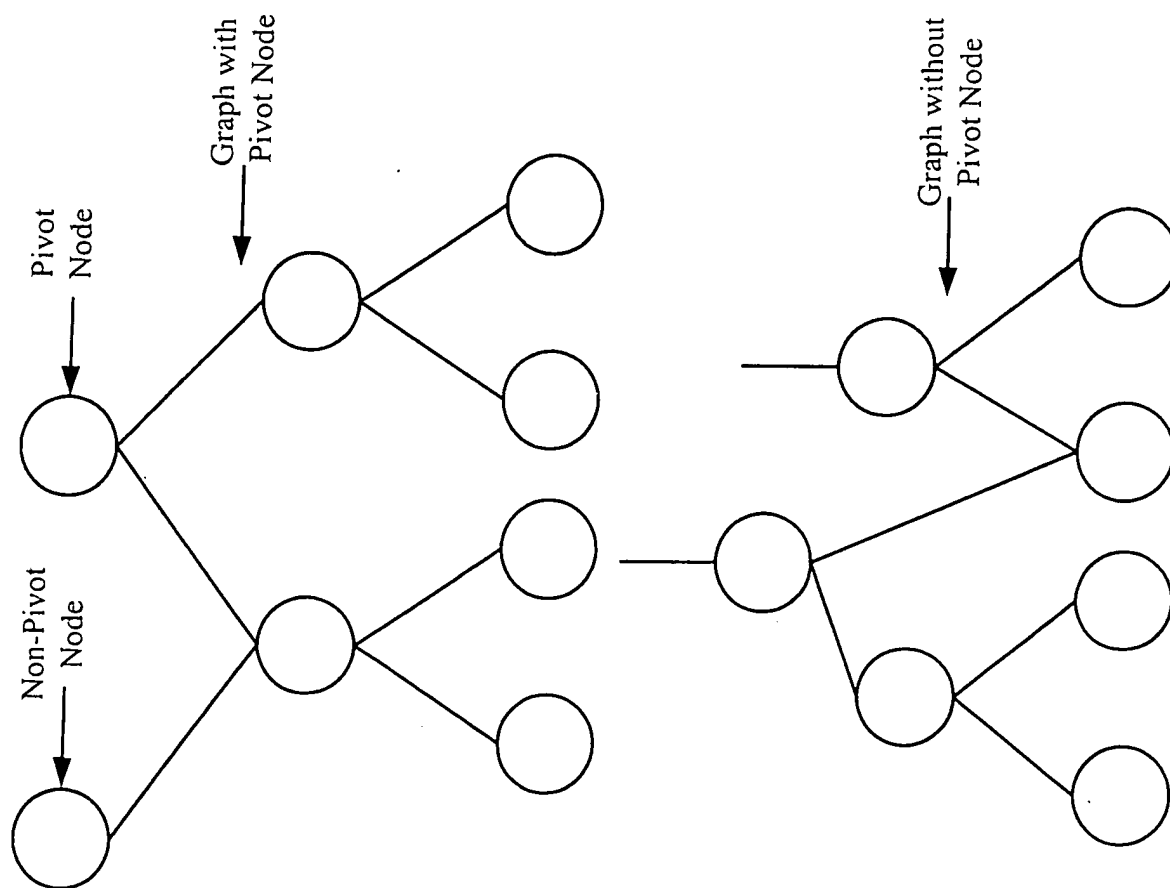 Non-Pivot
Node
Pivot
Node
Graph with
Pivot Node
Graph without
Pivot Node